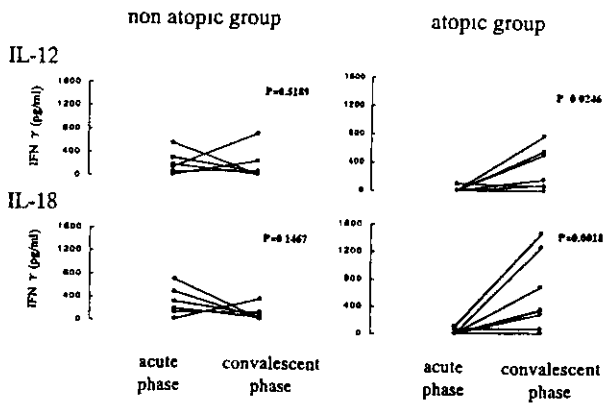 non atopic group
atopic group
IL-12
1600
1200
800
400
0
IFN γ (pg/ml)
P=0.5189
1600
1200
800
400
0
P 0.0246
IL-18
1600
1200
800
400
0
IFN γ (pg/ml)
P=0.1467
1600
1200
800
400
0
P=0.0018
acute phase
convalescent phase
acute phase
convalescent phase